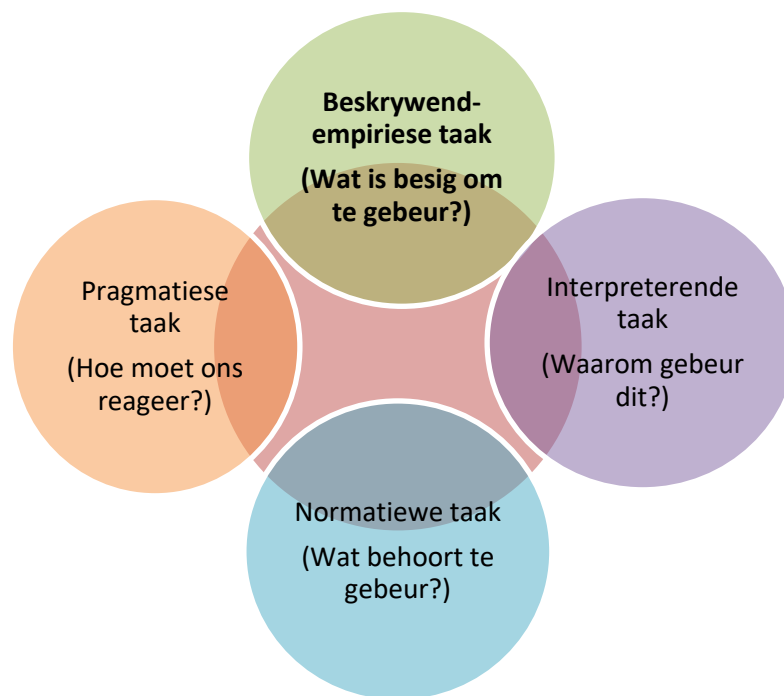 Beskrywend-
empiriese taak
(Wat is besig om
te gebeur?)
Pragmatiese
taak
(Hoe moet ons
reageer?)
Interpreterende
taak
(Waarom gebeur
dit?)
Normatiewe taak
(Wat behoort te
gebeur?)